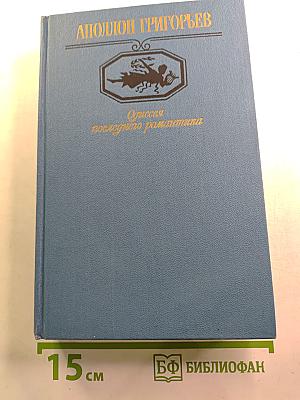 АПОЛЛОН ГРИГОРЬЕВ
Одиссея
последнего романтика
15 см
БФ БИБЛИОФАН